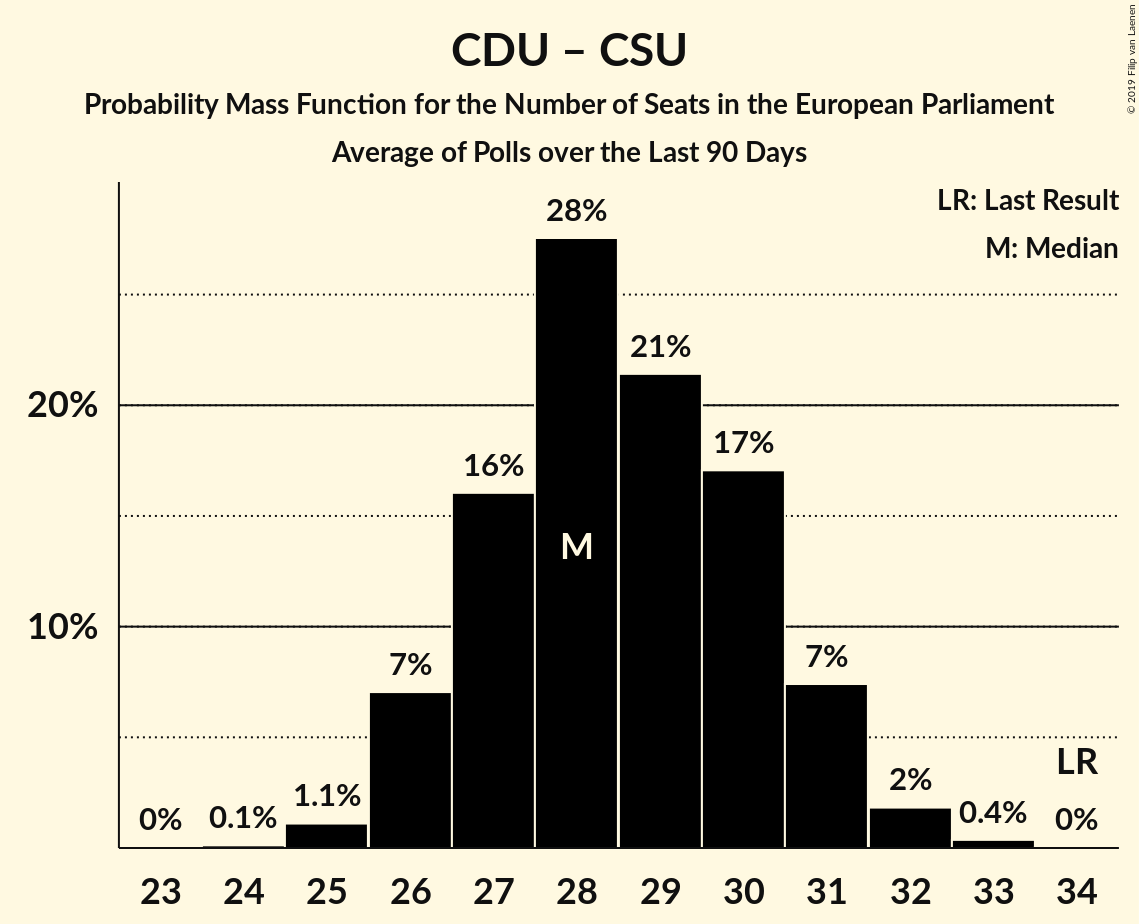 CDU – CSU
Probability Mass Function for the Number of Seats in the European Parliament
Average of Polls over the Last 90 Days
© 2019 Filip van Laenen
LR: Last Result
M: Median
28%
21%
20%
17%
16%
M
10%
7%
7%
LR
2%
1.1%
0.4%
0.1%
0%
0%
23 24 25 26 27 28 29 30 31 32 33 34